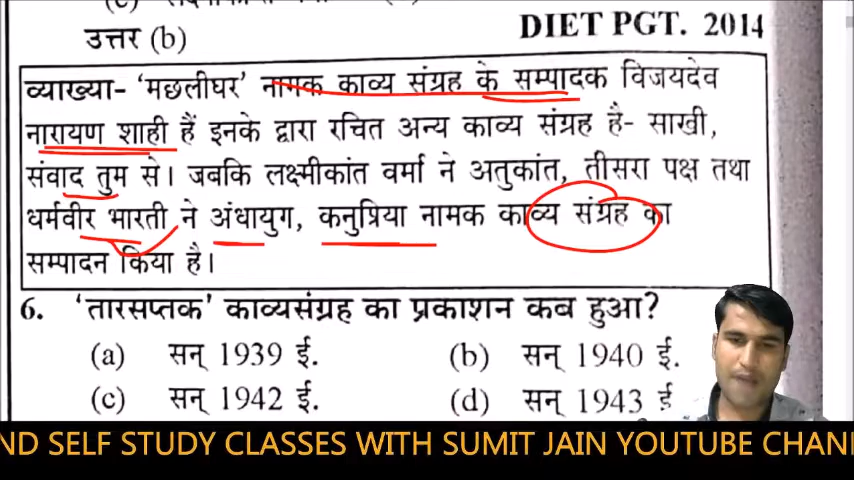 उत्तर (b)
DIET PGT. 2014
व्याख्या- ‘मछलीघर’ नामक काव्य संग्रह के सम्पादक विजयदेव
नारायण शाही हैं इनके द्वारा रचित अन्य काव्य संग्रह है- साखी,
संवाद तुम से। जबकि लक्ष्मीकांत वर्मा ने अतुकांत, तीसरा पक्ष तथा
धर्मवीर भारती ने अंधायुग, कनुप्रिया नामक काव्य संग्रह का
सम्पादन किया है।
6. ‘तारसप्तक’ काव्यसंग्रह का प्रकाशन कब हुआ?
(a) सन् 1939 ई.
(b) सन् 1940 ई.
(c) सन् 1942 ई.
(d) सन् 1943 ई
ND SELF STUDY CLASSES WITH SUMIT JAIN YOUTUBE CHAN